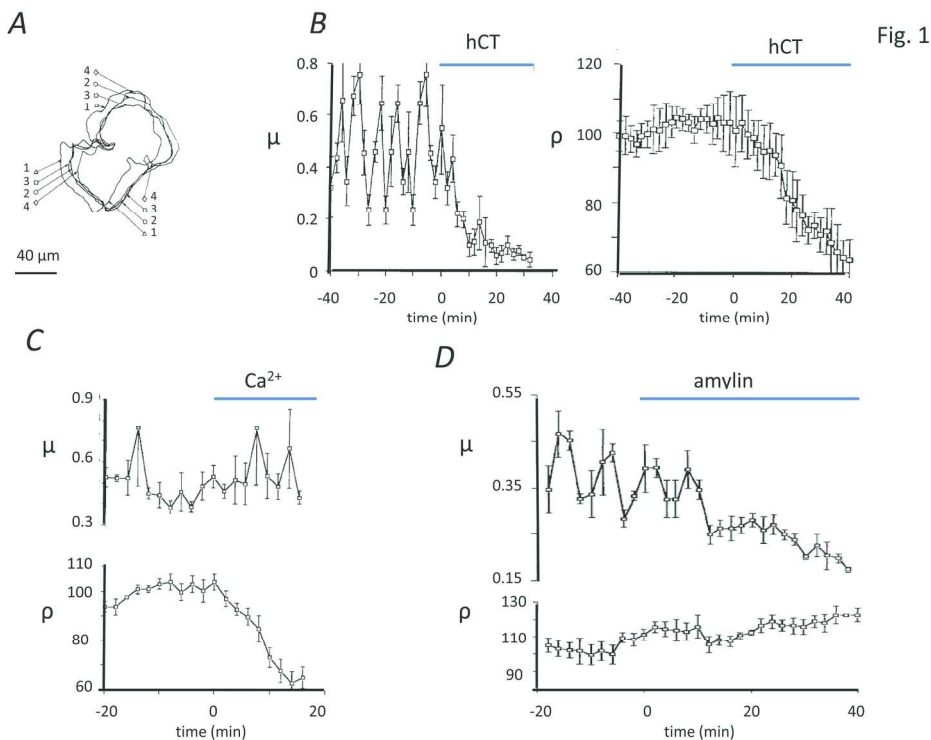 A
B
Fig. 1
hCT
hCT
4
2
3
1
1
3
2
4
4
3
2
1
40 µm
μ
0.8
0.6
0.4
0.2
0
-40 -20 0 20 40
time (min)
ρ
120
100
80
60
-40 -20 0 20 40
time (min)
C
Ca²⁺
μ
0.9
0.6
0.3
ρ
110
100
80
60
-20 0 20
time (min)
D
amylin
μ
0.55
0.35
0.15
ρ
130
110
90
-20 0 20 40
time (min)